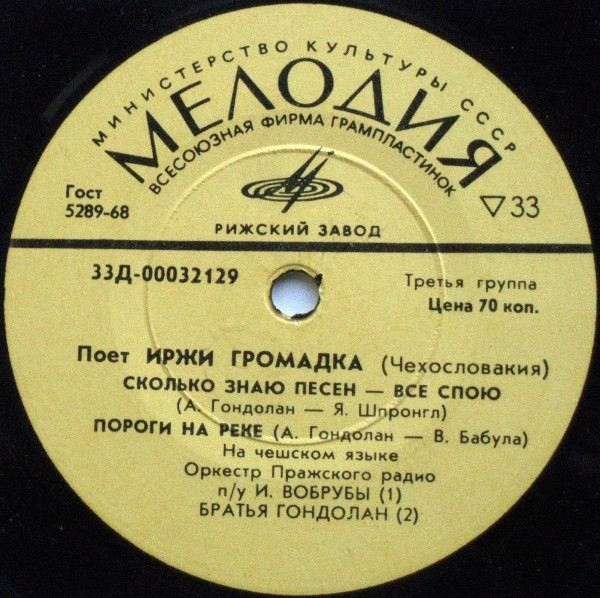 МИНИСТЕРСТВО КУЛЬТУРЫ СССР
МЕЛОДИЯ
ВСЕСОЮЗНАЯ ФИРМА ГРАМПЛАСТИНОК
Гост
5289-68
▽33
РИЖСКИЙ ЗАВОД
33Д-00032129
Третья группа
Цена 70 коп.
Поет ИРЖИ ГРОМАДКА (Чехословакия)
СКОЛЬКО ЗНАЮ ПЕСЕН — ВСЕ СПОЮ
(А. Гондолан — Я. Шпронгл)
ПОРОГИ НА РЕКЕ (А. Гондолан — В. Бабула)
На чешском языке
Оркестр Пражского радио
п/у И. ВОБРУБЫ (1)
БРАТЬЯ ГОНДОЛАН (2)